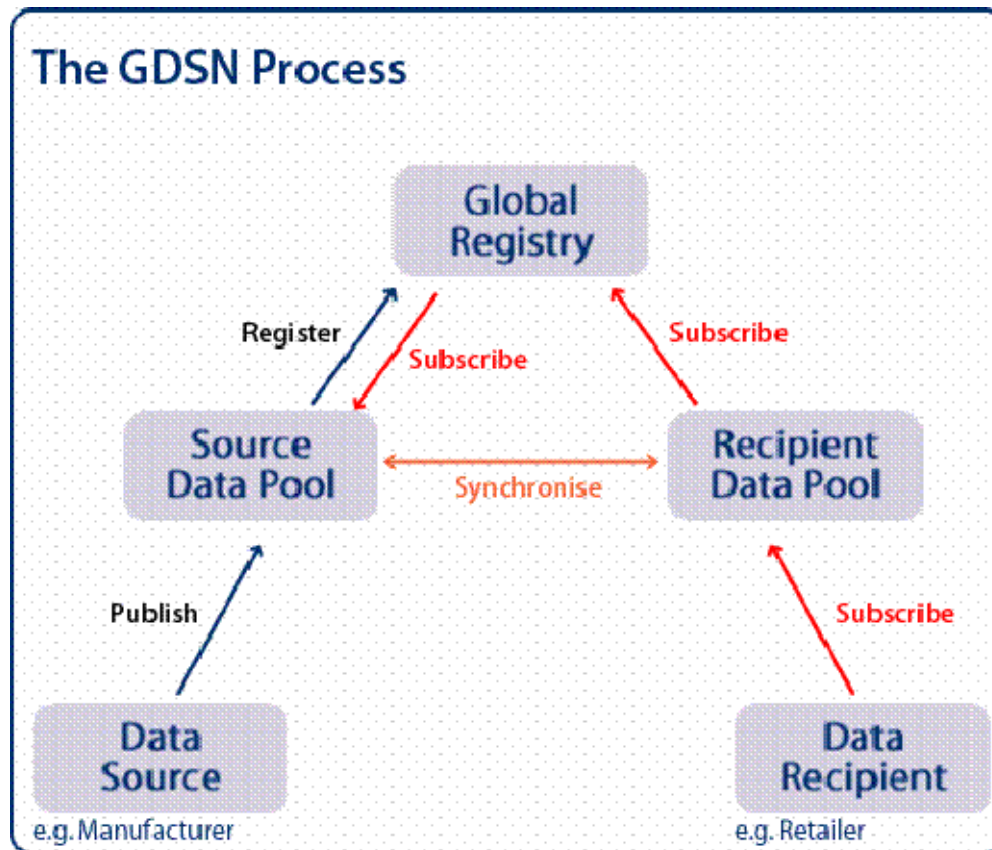 The GDSN Process
Global
Registry
Register
Subscribe
Subscribe
Source
Data Pool
Synchronise
Recipient
Data Pool
Publish
Subscribe
Data
Source
e.g. Manufacturer
Data
Recipient
e.g. Retailer